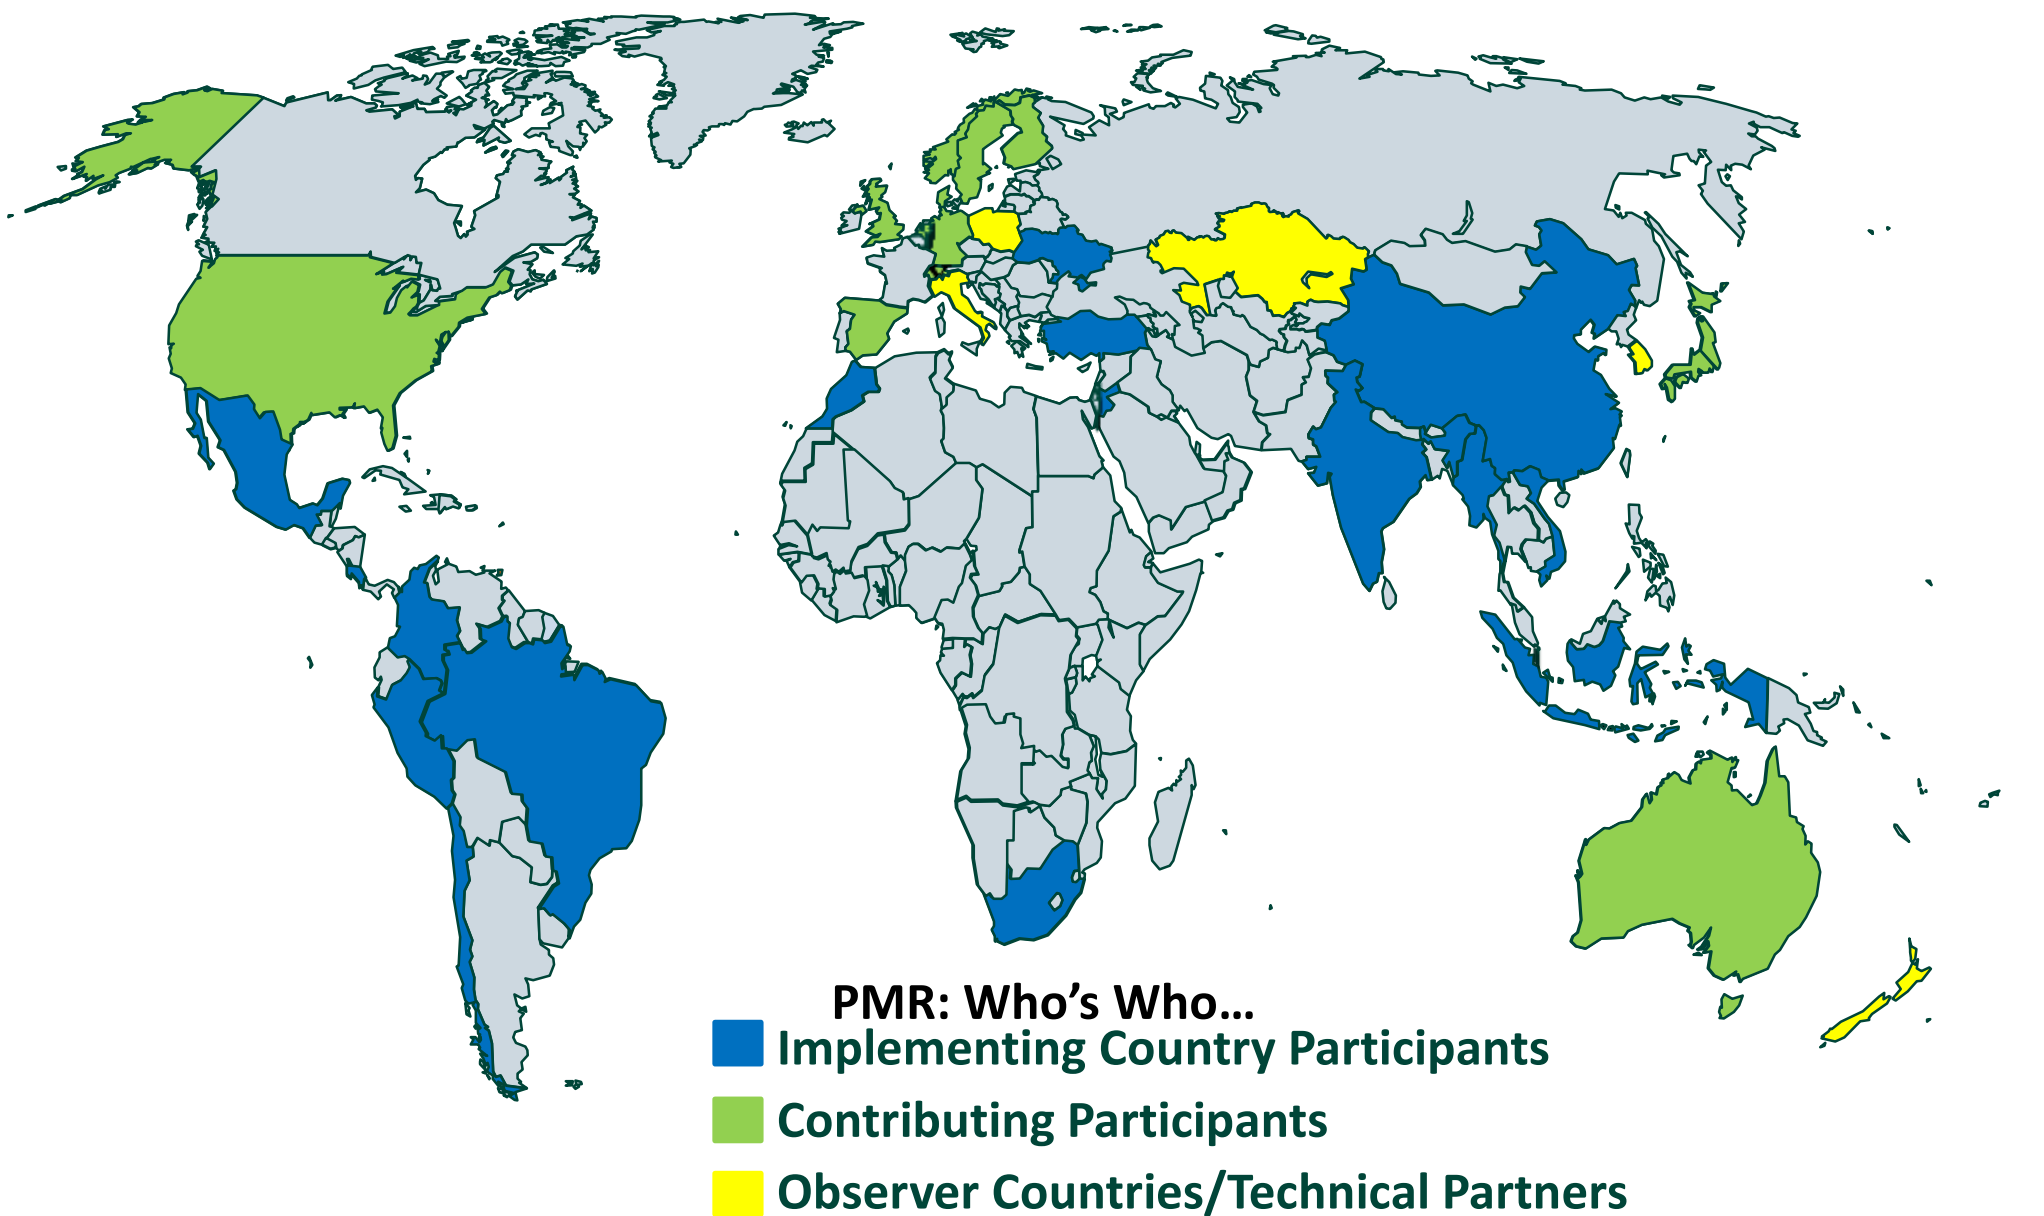 PMR: Who’s Who…
Implementing Country Participants
Contributing Participants
Observer Countries/Technical Partners